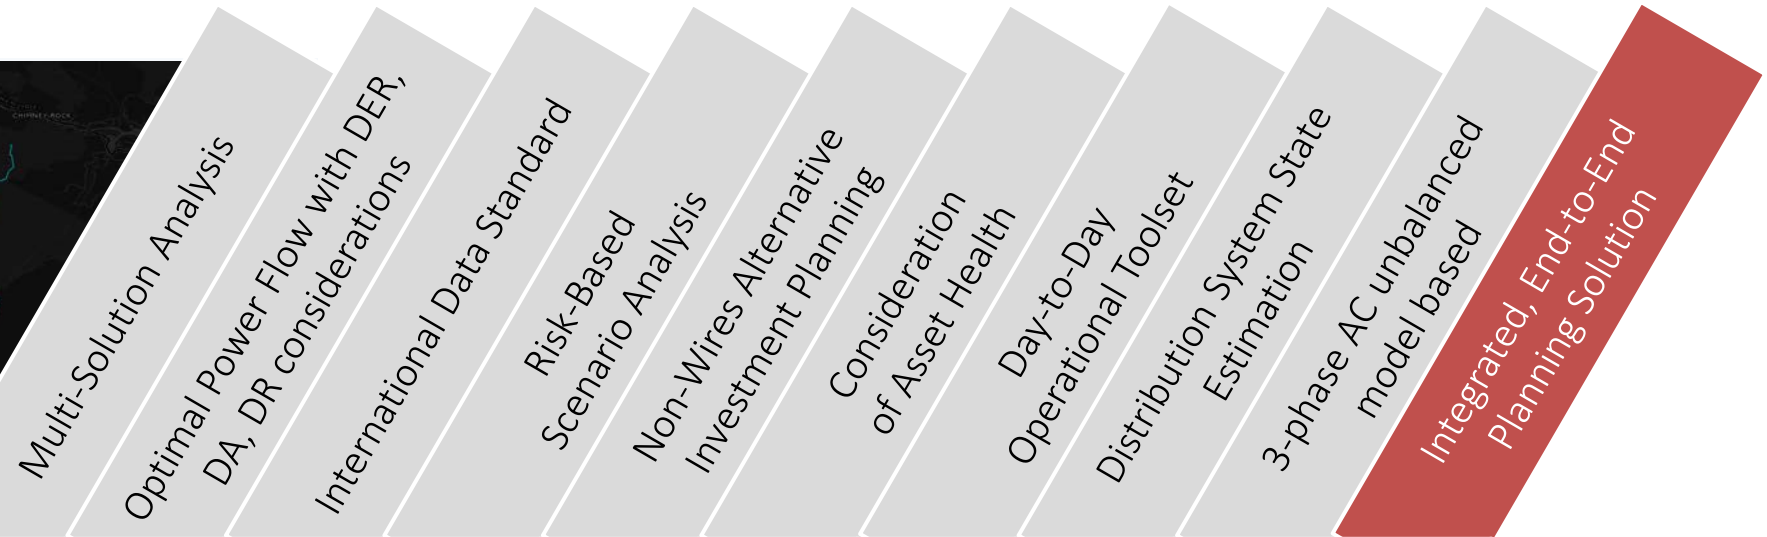 CHIMNEY ROCK
Multi-Solution Analysis
Optimal Power Flow with DER,
DA, DR considerations
International Data Standard
Risk-Based
Scenario Analysis
Non-Wires Alternative
Investment Planning
Consideration
of Asset Health
Day-to-Day
Operational Toolset
Distribution System State
Estimation
3-phase AC unbalanced
model based
Integrated, End-to-End
Planning Solution